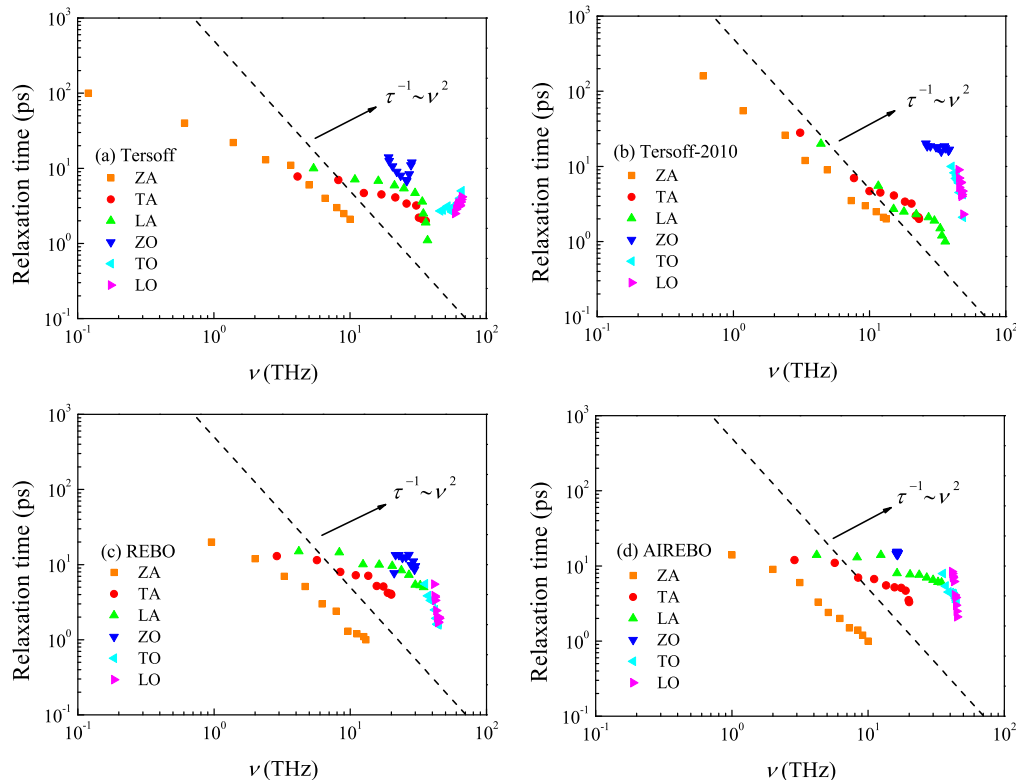 10³
10²
10¹
10⁰
10⁻¹
Relaxation time (ps)
τ⁻¹~ν²
(a) Tersoff
ZA
TA
LA
ZO
TO
LO
10⁻¹ 10⁰ 10¹ 10²
ν (THz)
10³
10²
10¹
10⁰
10⁻¹
Relaxation time (ps)
τ⁻¹~ν²
(b) Tersoff-2010
ZA
TA
LA
ZO
TO
LO
10⁻¹ 10⁰ 10¹ 10²
ν (THz)
10³
10²
10¹
10⁰
10⁻¹
Relaxation time (ps)
τ⁻¹~ν²
(c) REBO
ZA
TA
LA
ZO
TO
LO
10⁻¹ 10⁰ 10¹ 10²
ν (THz)
10³
10²
10¹
10⁰
10⁻¹
Relaxation time (ps)
τ⁻¹~ν²
(d) AIREBO
ZA
TA
LA
ZO
TO
LO
10⁻¹ 10⁰ 10¹ 10²
ν (THz)